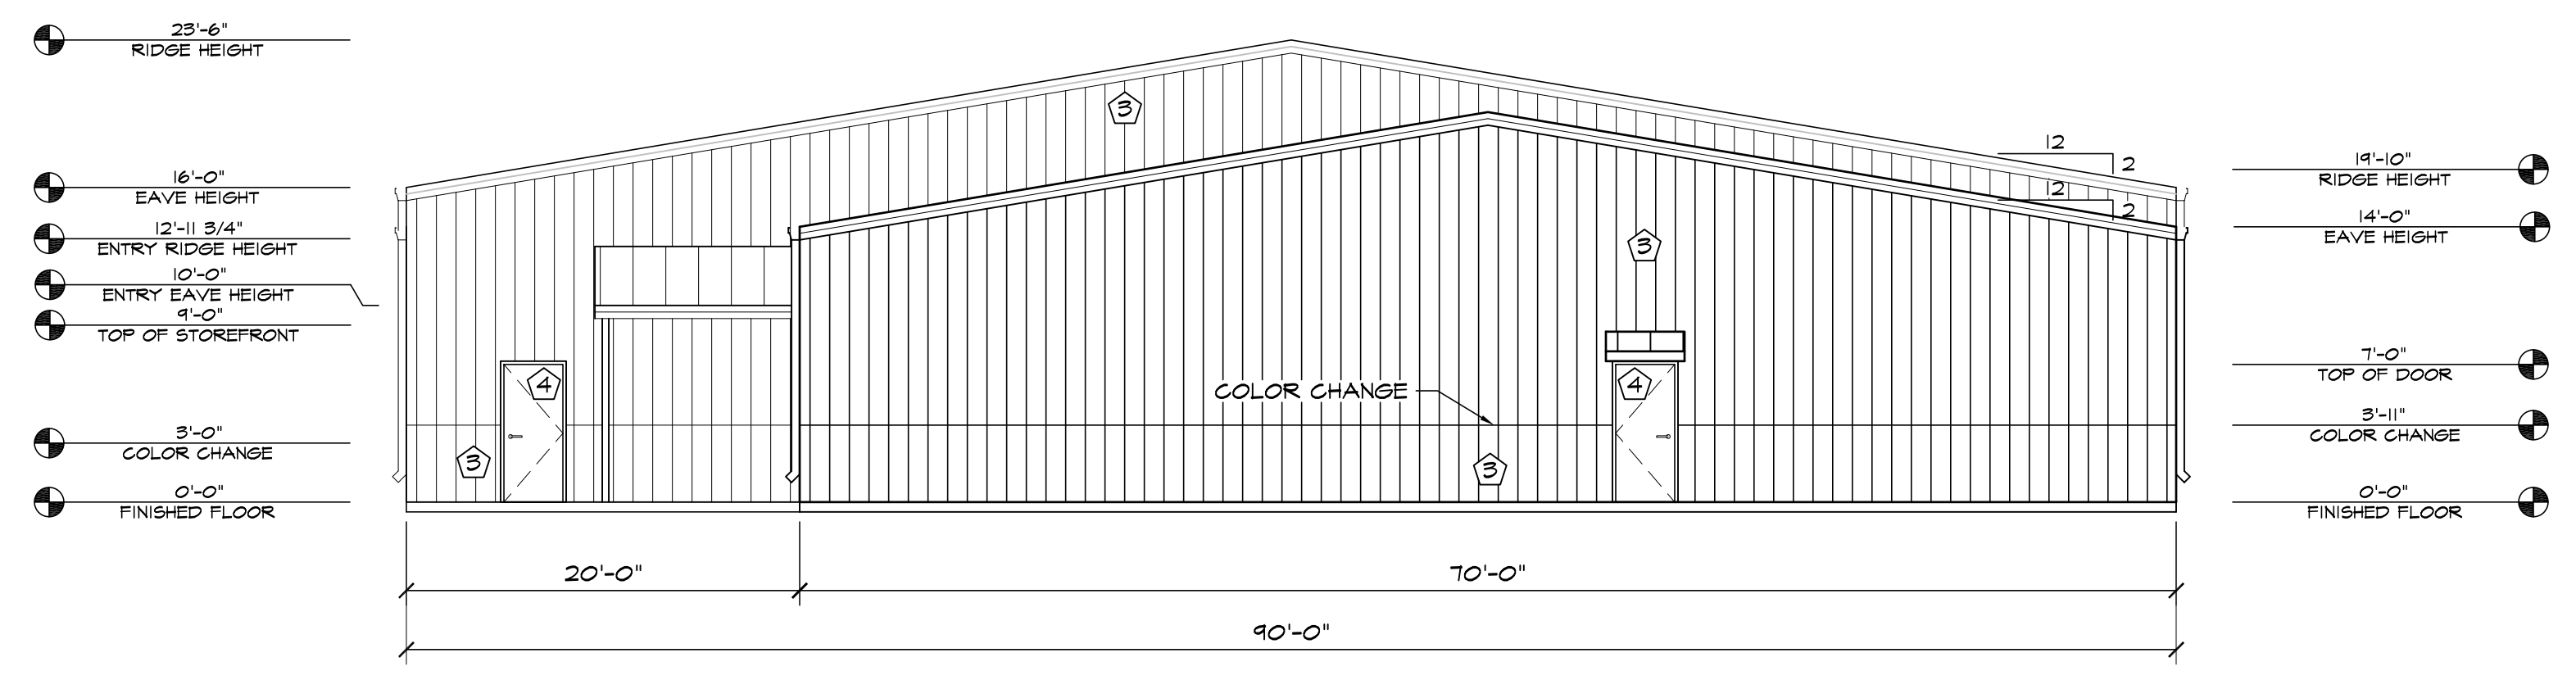 23'-6"
RIDGE HEIGHT
16'-0"
EAVE HEIGHT
12'-11 3/4"
ENTRY RIDGE HEIGHT
10'-0"
ENTRY EAVE HEIGHT
9'-0"
TOP OF STOREFRONT
3'-0"
COLOR CHANGE
0'-0"
FINISHED FLOOR
3
12
2
12
2
3
4
COLOR CHANGE
4
3
3
19'-10"
RIDGE HEIGHT
14'-0"
EAVE HEIGHT
7'-0"
TOP OF DOOR
3'-11"
COLOR CHANGE
0'-0"
FINISHED FLOOR
20'-0"
70'-0"
90'-0"